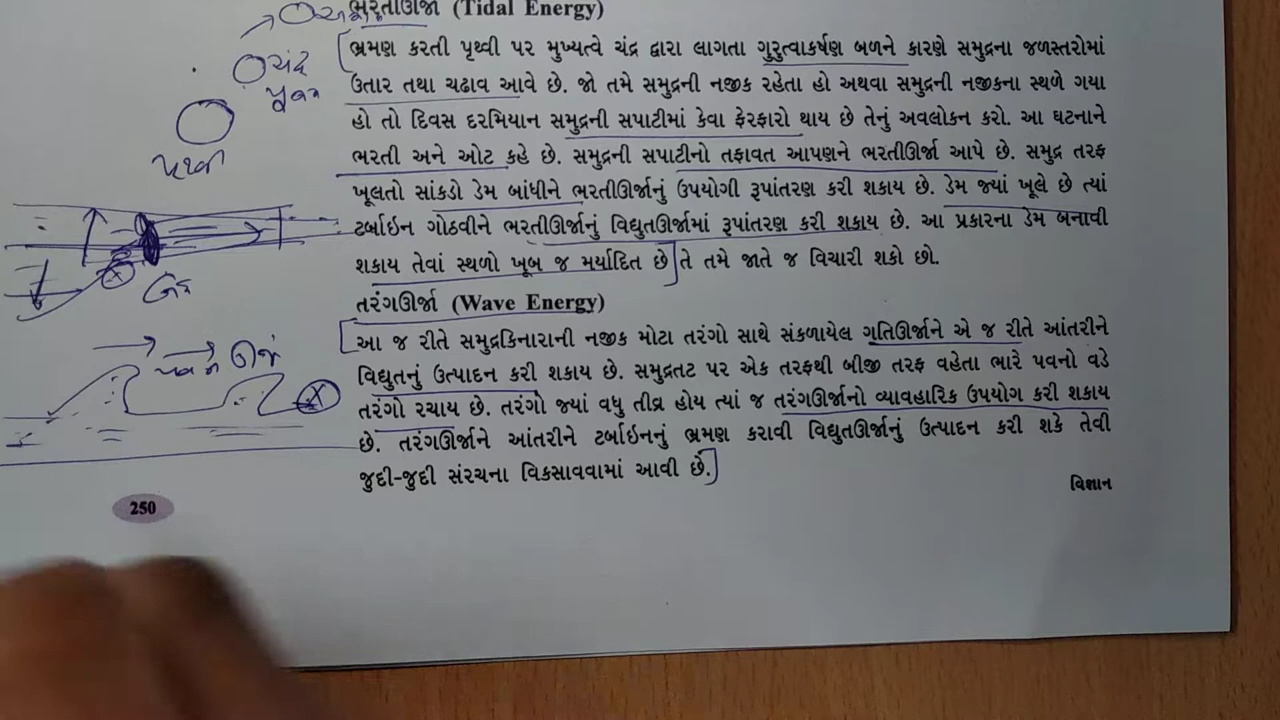 ભરતીઊર્જા (Tidal Energy)
ભ્રમણ કરતી પૃથ્વી પર મુખ્યત્વે ચંદ્ર દ્વારા લાગતા ગુરુત્વાકર્ષણ બળને કારણે સમુદ્રના જળસ્તરોમાં
ઉતાર તથા ચઢાવ આવે છે. જો તમે સમુદ્રની નજીક રહેતા હો અથવા સમુદ્રની નજીકના સ્થળે ગયા
હો તો દિવસ દરમિયાન સમુદ્રની સપાટીમાં કેવા ફેરફારો થાય છે તેનું અવલોકન કરો. આ ઘટનાને
ભરતી અને ઓટ કહે છે. સમુદ્રની સપાટીનો તફાવત આપણને ભરતીઊર્જા આપે છે. સમુદ્ર તરફ
ખૂલતો સાંકડો ડેમ બાંધીને ભરતીઊર્જાનું ઉપયોગી રૂપાંતરણ કરી શકાય છે. ડેમ જ્યાં ખૂલે છે ત્યાં
ટર્બાઇન ગોઠવીને ભરતીઊર્જાનું વિદ્યુતઊર્જામાં રૂપાંતરણ કરી શકાય છે. આ પ્રકારના ડેમ બનાવી
શકાય તેવાં સ્થળો ખૂબ જ મર્યાદિત છે તે તમે જાતે જ વિચારી શકો છો.
તરંગઊર્જા (Wave Energy)
આ જ રીતે સમુદ્રકિનારાની નજીક મોટા તરંગો સાથે સંકળાયેલ ગતિઊર્જાને એ જ રીતે આંતરીને
વિદ્યુતનું ઉત્પાદન કરી શકાય છે. સમુદ્રતટ પર એક તરફથી બીજી તરફ વહેતા ભારે પવનો વડે
તરંગો રચાય છે. તરંગો જ્યાં વધુ તીવ્ર હોય ત્યાં જ તરંગઊર્જાનો વ્યાવહારિક ઉપયોગ કરી શકાય
છે. તરંગઊર્જાને આંતરીને ટર્બાઇનનું ભ્રમણ કરાવી વિદ્યુતઊર્જાનું ઉત્પાદન કરી શકે તેવી
જુદી-જુદી સંરચના વિકસાવવામાં આવી છે.
વિજ્ઞાન
250
ચંદ્ર
પૃથ્વી
પવન